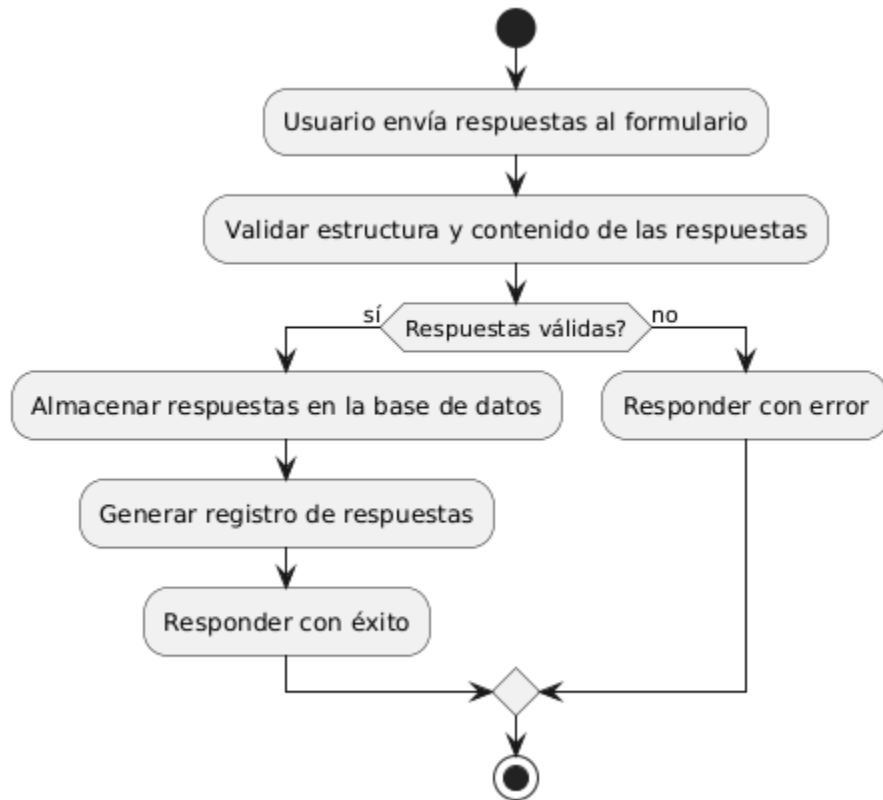 Usuario envía respuestas al formulario
Validar estructura y contenido de las respuestas
sí
Respuestas válidas?
no
Almacenar respuestas en la base de datos
Responder con error
Generar registro de respuestas
Responder con éxito